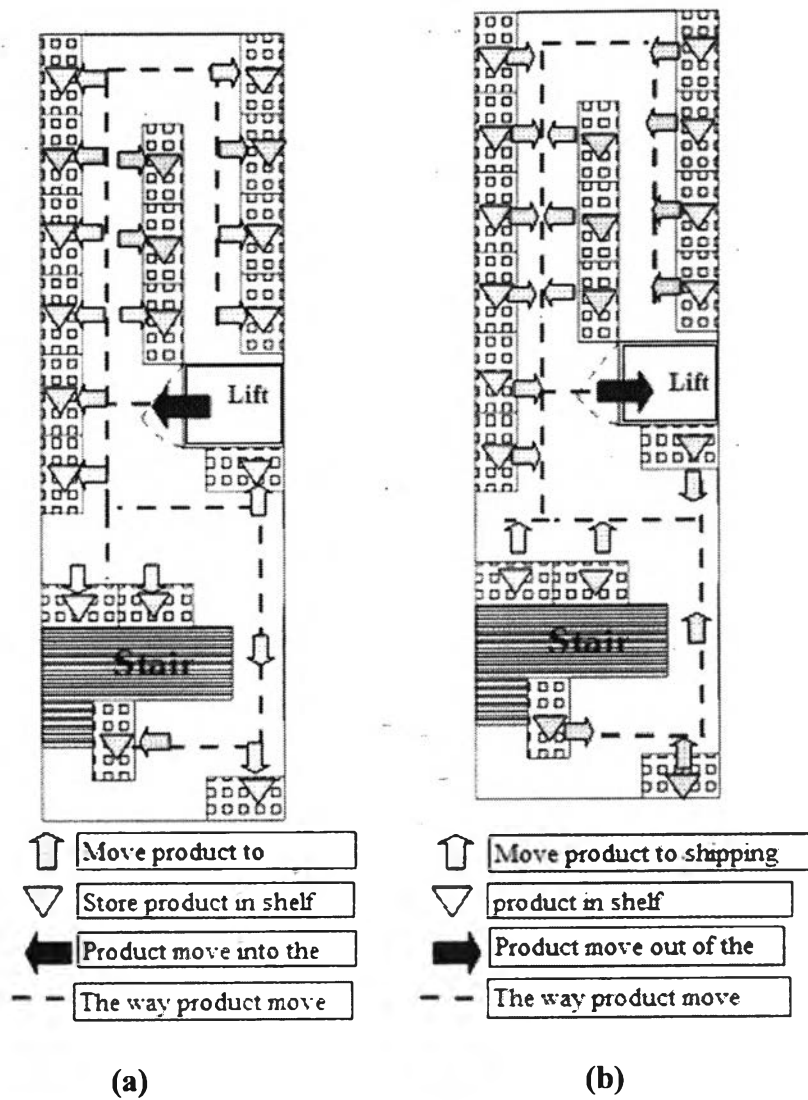 Lift
Stair
Move product to
Store product in shelf
Product move into the
The way product move
(a)
Lift
Stair
Move product to shipping
product in shelf
Product move out of the
The way product move
(b)